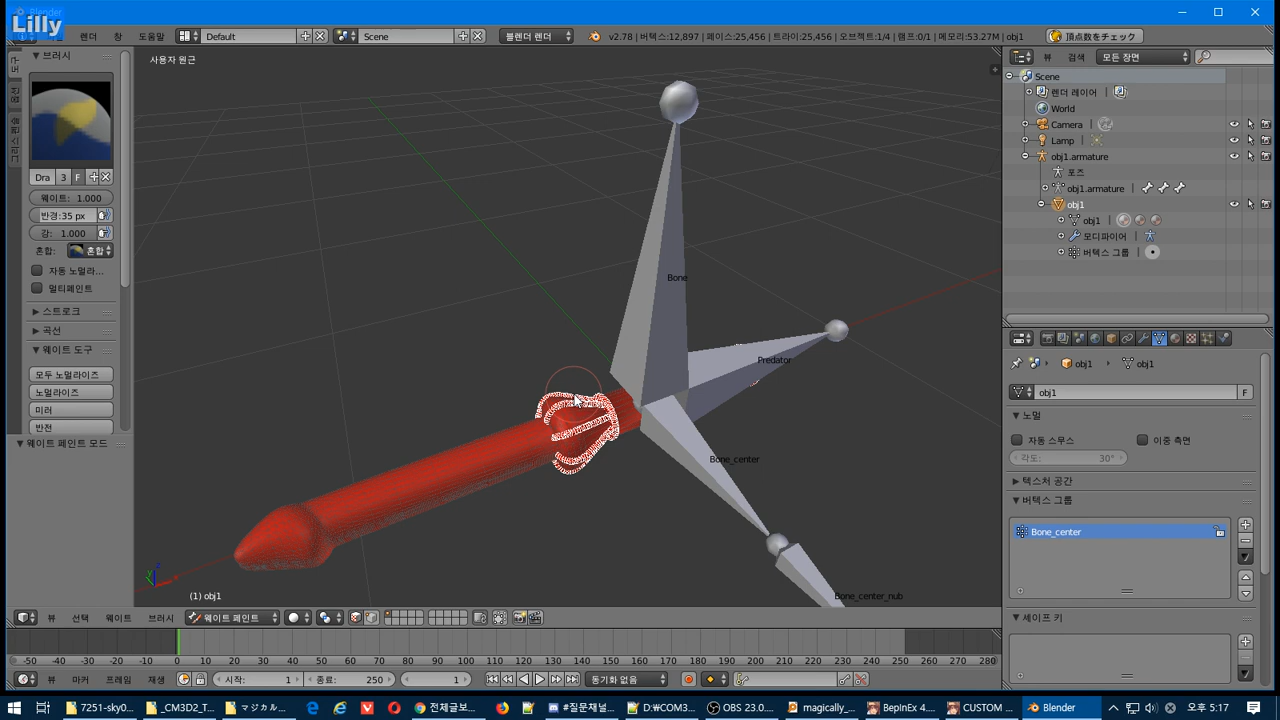 Blender
Lilly
렌더 창 도움말 Default Scene 블렌더 렌더 v2.78 | 버텍스:12,897 | 페이스:25,456 | 트라이:25,456 | 오브젝트:1/4 | 램프:0/1 | 메모리:53.27M | obj1 頂点数をチェック
브러시
사용자 원근
Dra 3 F
웨이트: 1.000
반경:35 px
강: 1.000
혼합: 혼합
자동 노멀라...
멀티페인트
스트로크
곡선
웨이트 도구
모두 노멀라이즈
노멀라이즈
미러
반전
웨이트 페인트 모드
Bone
Predator
Bone_center
Bone_center_nub
(1) obj1
뷰 선택 웨이트 브러시 웨이트 페인트
뷰 검색 모든 장면
Scene
렌더 레이어
World
Camera
Lamp
obj1.armature
포즈
obj1.armature
obj1
obj1
모디파이어
버텍스 그룹
obj1 obj1
obj1 F
노멀
자동 스무스 이중 측면
각도: 30°
텍스처 공간
버텍스 그룹
Bone_center
셰이프 키
-50 -40 -30 -20 -10 0 10 20 30 40 50 60 70 80 90 100 110 120 130 140 150 160 170 180 190 200 210 220 230 240 250 260 270 280
뷰 마커 프레임 재생 시작: 1 종료: 250 1 동기화 없음
7251-sky0... _CM3D2_T... マジカル... 전체글보... 질문 목... #질문채널... D:₩COM3... OBS 23.0.... magically_... BepInEx 4.... CUSTOM ... Blender 오후 5:17